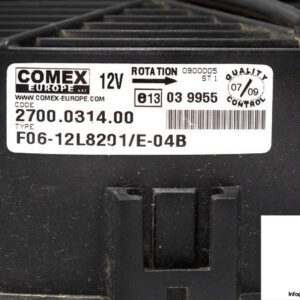 COMEX EUROPE 12V ROTATION 0900005 ST1
WWW.COMEX-EUROPE.COM
e13 03 9955
QUALITY CONTROL 07/09
CODE
2700.0314.00
TYPE
F06-12L8201/E-04B